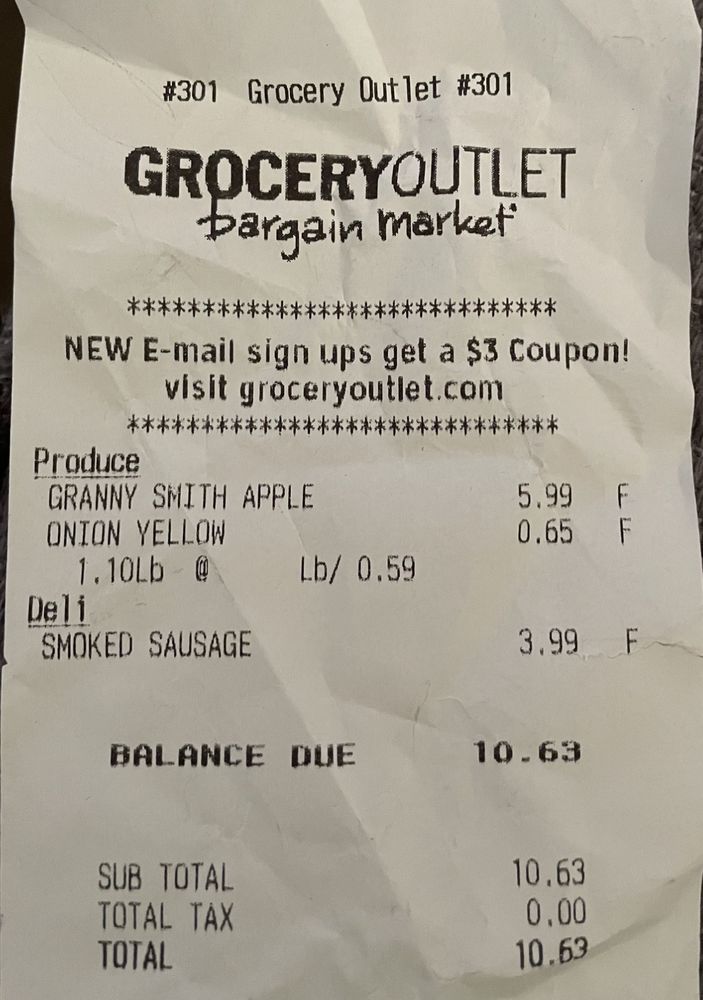 #301 Grocery Outlet #301
GROCERYOUTLET
bargain market
*****************************
NEW E-mail sign ups get a $3 Coupon!
visit groceryoutlet.com
*****************************
Produce
GRANNY SMITH APPLE 5.99 F
ONION YELLOW 0.65 F
1.10Lb @ Lb/ 0.59
Deli
SMOKED SAUSAGE 3.99 F
BALANCE DUE 10.63
SUB TOTAL 10.63
TOTAL TAX 0.00
TOTAL 10.63